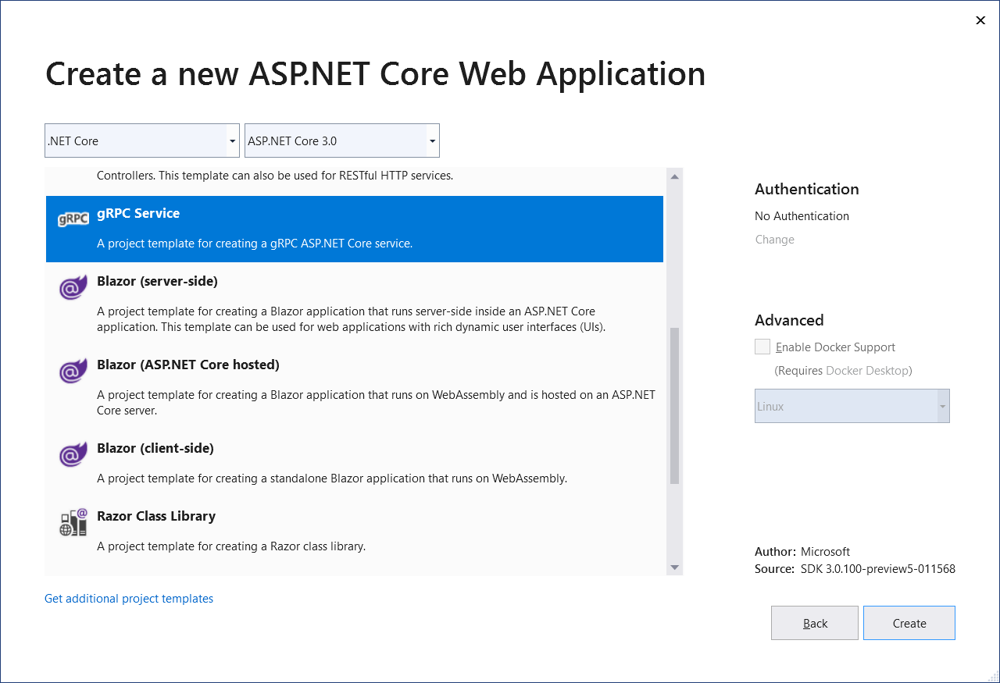 Create a new ASP.NET Core Web Application
.NET Core
ASP.NET Core 3.0
Controllers. This template can also be used for RESTful HTTP services.
gRPC
gRPC Service
A project template for creating a gRPC ASP.NET Core service.
Blazor (server-side)
A project template for creating a Blazor application that runs server-side inside an ASP.NET Core
application. This template can be used for web applications with rich dynamic user interfaces (UIs).
Blazor (ASP.NET Core hosted)
A project template for creating a Blazor application that runs on WebAssembly and is hosted on an ASP.NET
Core server.
Blazor (client-side)
A project template for creating a standalone Blazor application that runs on WebAssembly.
Razor Class Library
A project template for creating a Razor class library.
Get additional project templates
Authentication
No Authentication
Change
Advanced
Enable Docker Support
(Requires Docker Desktop)
Linux
Author: Microsoft
Source: SDK 3.0.100-preview5-011568
Back
Create